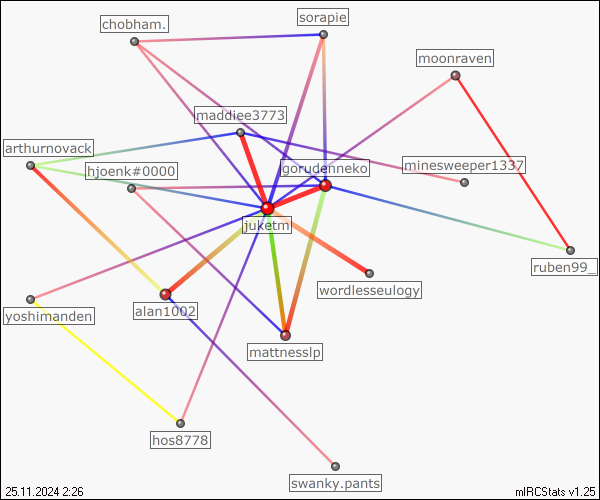 sorapie
chobham.
moonraven
maddiee3773
arthurnovack
gorudenneko
minesweeper1337
hjoenk#0000
juketm
ruben99_
wordlesseulogy
alan1002
yoshimanden
mattnesslp
hos8778
swanky.pants
25.11.2024 2:26
mIRCStats v1.25